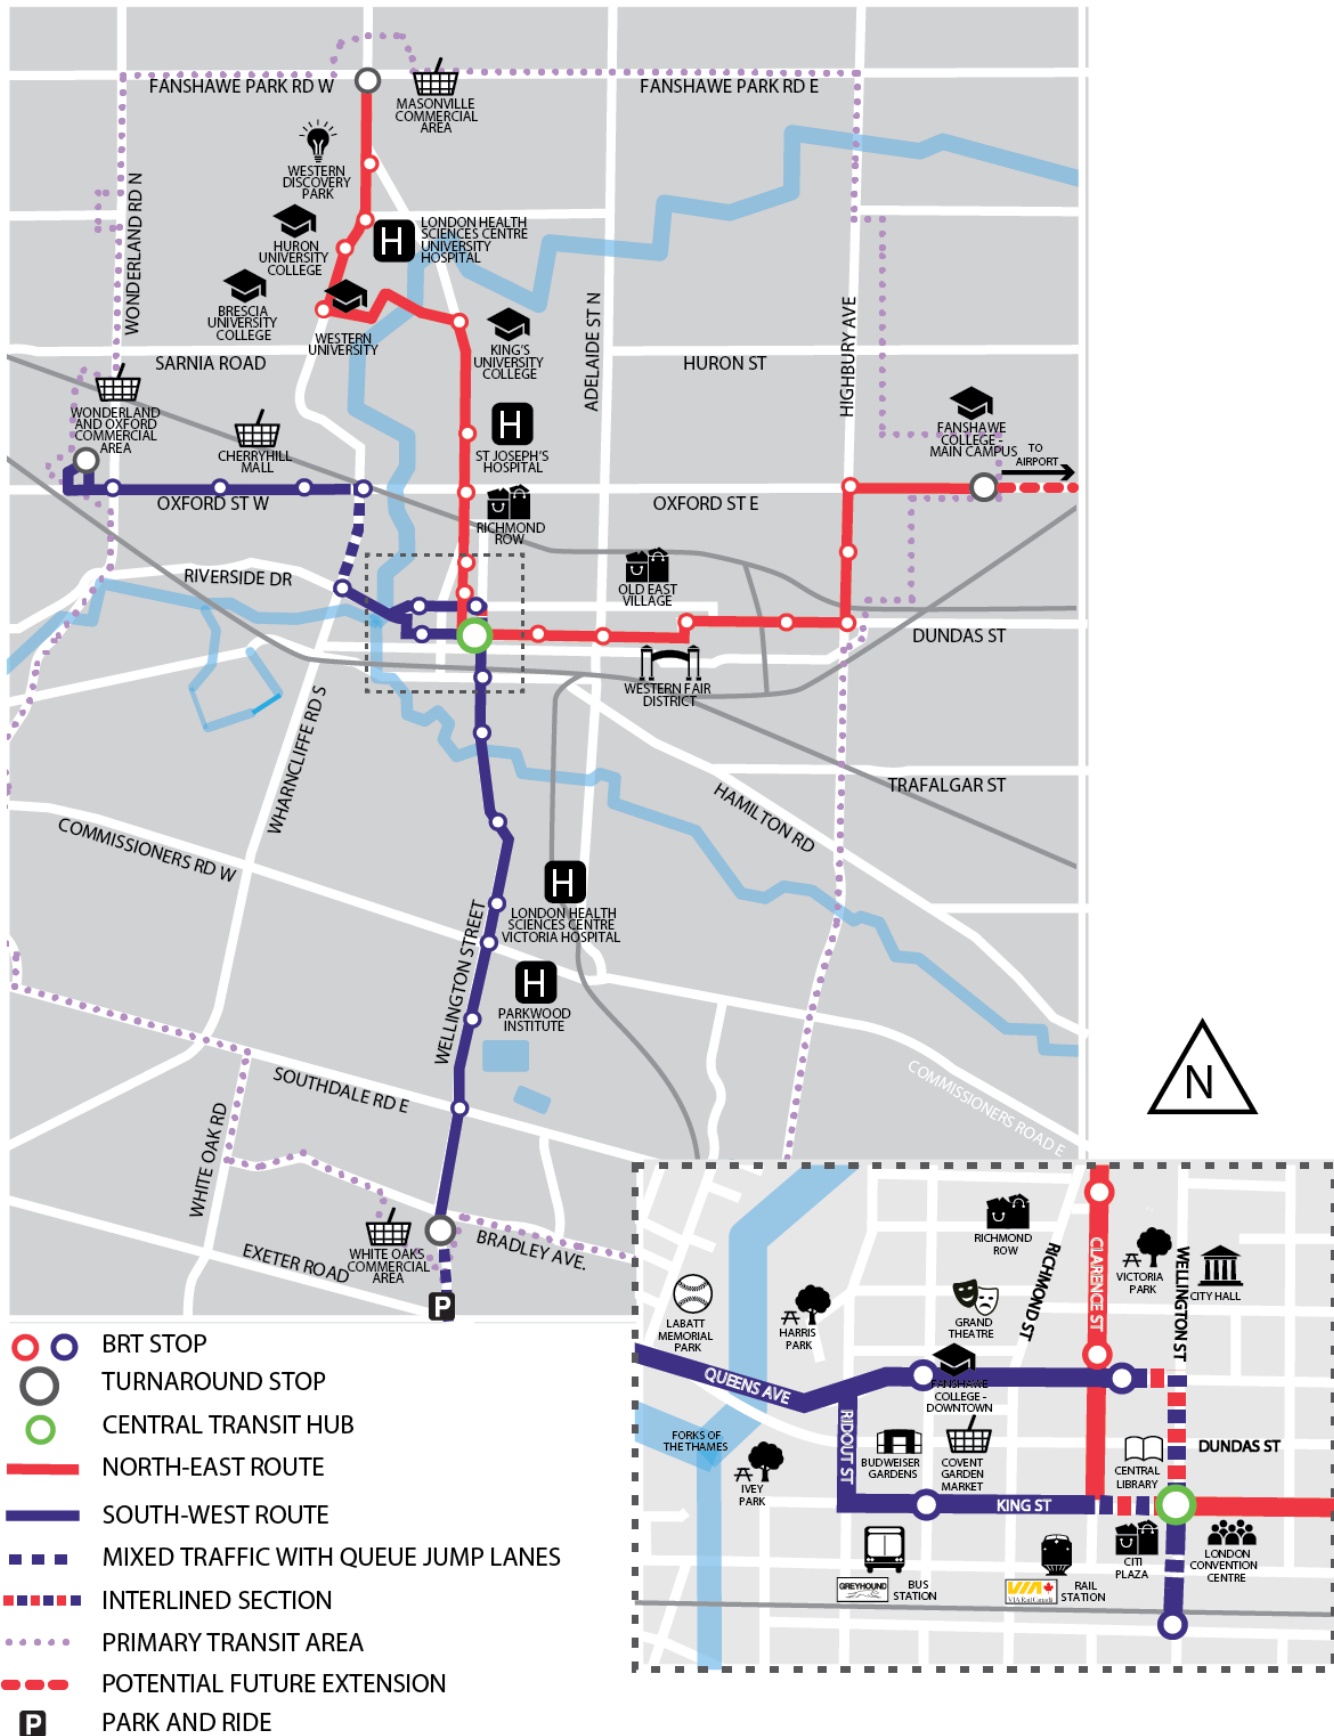 FANSHAWE PARK RD W
FANSHAWE PARK RD E
MASONVILLE
COMMERCIAL
AREA
WESTERN
DISCOVERY
PARK
WONDERLAND RD N
HURON
UNIVERSITY
COLLEGE
H
LONDON HEALTH
SCIENCES CENTRE
UNIVERSITY
HOSPITAL
BRESCIA
UNIVERSITY
COLLEGE
WESTERN
UNIVERSITY
KING'S
UNIVERSITY
COLLEGE
ADELAIDE ST N
HIGHBURY AVE
SARNIA ROAD
HURON ST
WONDERLAND
AND OXFORD
COMMERCIAL
AREA
CHERRYHILL
MALL
H
ST JOSEPH'S
HOSPITAL
FANSHAWE
COLLEGE -
MAIN CAMPUS
TO
AIRPORT
OXFORD ST W
RICHMOND
ROW
OXFORD ST E
RIVERSIDE DR
OLD EAST
VILLAGE
DUNDAS ST
WESTERN FAIR
DISTRICT
WHARNCLIFFE RD S
TRAFALGAR ST
HAMILTON RD
COMMISSIONERS RD W
H
LONDON HEALTH
SCIENCES CENTRE
VICTORIA HOSPITAL
WELLINGTON STREET
H
PARKWOOD
INSTITUTE
COMMISSIONERS ROAD E
SOUTHDALE RD E
WHITE OAK RD
N
WHITE OAKS
COMMERCIAL
AREA
BRADLEY AVE.
EXETER ROAD
P
RICHMOND
ROW
RICHMOND ST
CLARENCE ST
VICTORIA
PARK
WELLINGTON ST
CITY HALL
LABATT
MEMORIAL
PARK
HARRIS
PARK
GRAND
THEATRE
QUEENS AVE
FANSHAWE
COLLEGE -
DOWNTOWN
RIDOUT ST
FORKS OF
THE THAMES
IVEY
PARK
BUDWEISER
GARDENS
COVENT
GARDEN
MARKET
CENTRAL
LIBRARY
DUNDAS ST
KING ST
GREYHOUND
BUS
STATION
VIA
VIA Rail Canada
RAIL
STATION
CITI
PLAZA
LONDON
CONVENTION
CENTRE
BRT STOP
TURNAROUND STOP
CENTRAL TRANSIT HUB
NORTH-EAST ROUTE
SOUTH-WEST ROUTE
MIXED TRAFFIC WITH QUEUE JUMP LANES
INTERLINED SECTION
PRIMARY TRANSIT AREA
POTENTIAL FUTURE EXTENSION
P PARK AND RIDE